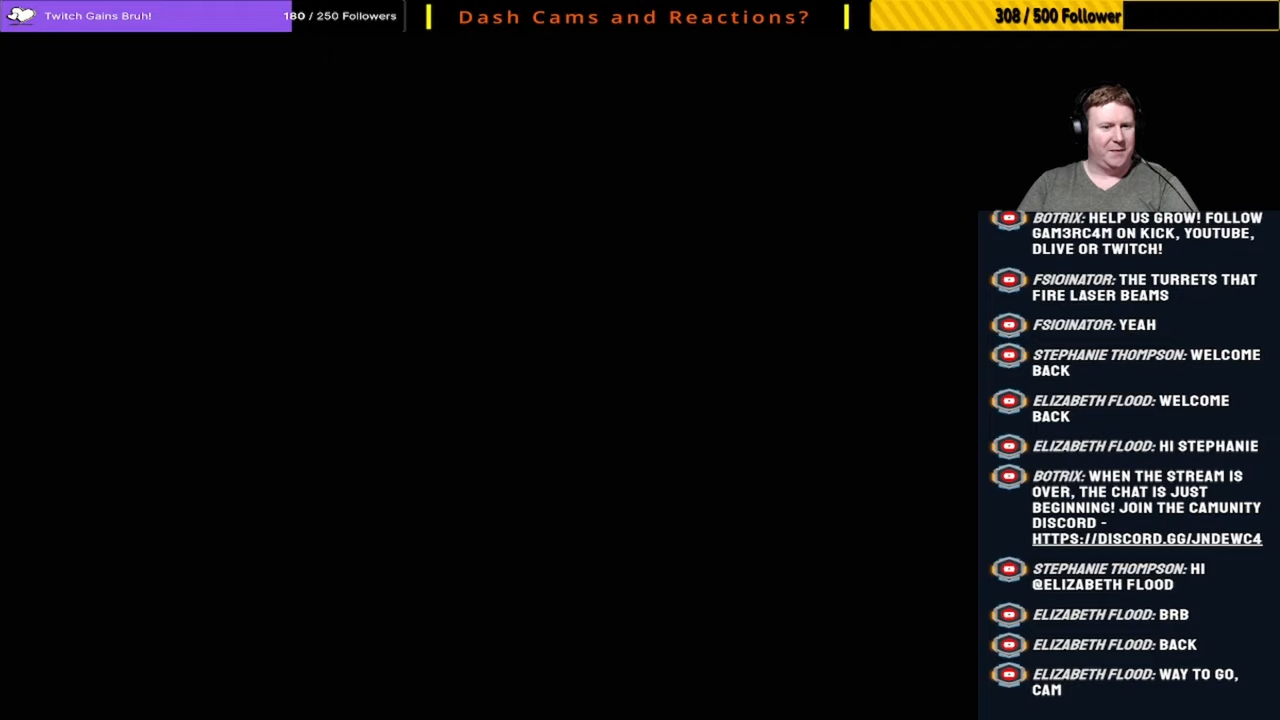 Twitch Gains Bruh!
180 / 250 Followers
Dash Cams and Reactions?
308 / 500 Follower
BOTRIX: HELP US GROW! FOLLOW
GAM3RC4M ON KICK, YOUTUBE,
DLIVE OR TWITCH!
FSIOINATOR: THE TURRETS THAT
FIRE LASER BEAMS
FSIOINATOR: YEAH
STEPHANIE THOMPSON: WELCOME
BACK
ELIZABETH FLOOD: WELCOME
BACK
ELIZABETH FLOOD: HI STEPHANIE
BOTRIX: WHEN THE STREAM IS
OVER, THE CHAT IS JUST
BEGINNING! JOIN THE CAMUNITY
DISCORD -
HTTPS://DISCORD.GG/JNDEWC4
STEPHANIE THOMPSON: HI
@ELIZABETH FLOOD
ELIZABETH FLOOD: BRB
ELIZABETH FLOOD: BACK
ELIZABETH FLOOD: WAY TO GO,
CAM